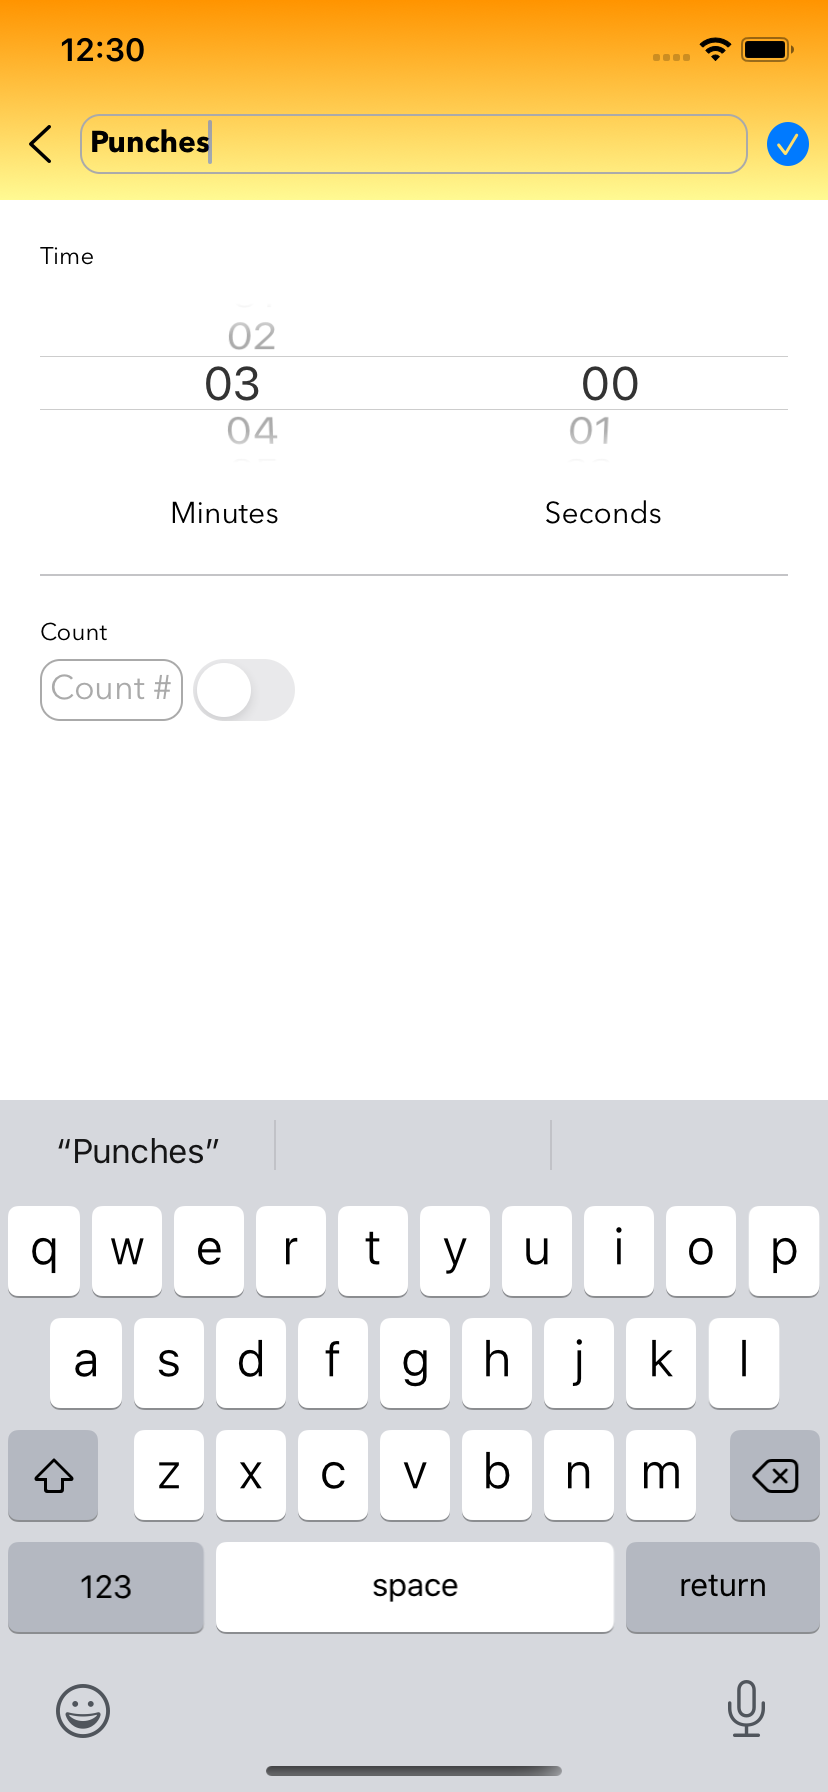 12:30
Punches
Time
02
03 00
04 01
Minutes Seconds
Count
Count #
“Punches”
q w e r t y u i o p
a s d f g h j k l
z x c v b n m
123 space return